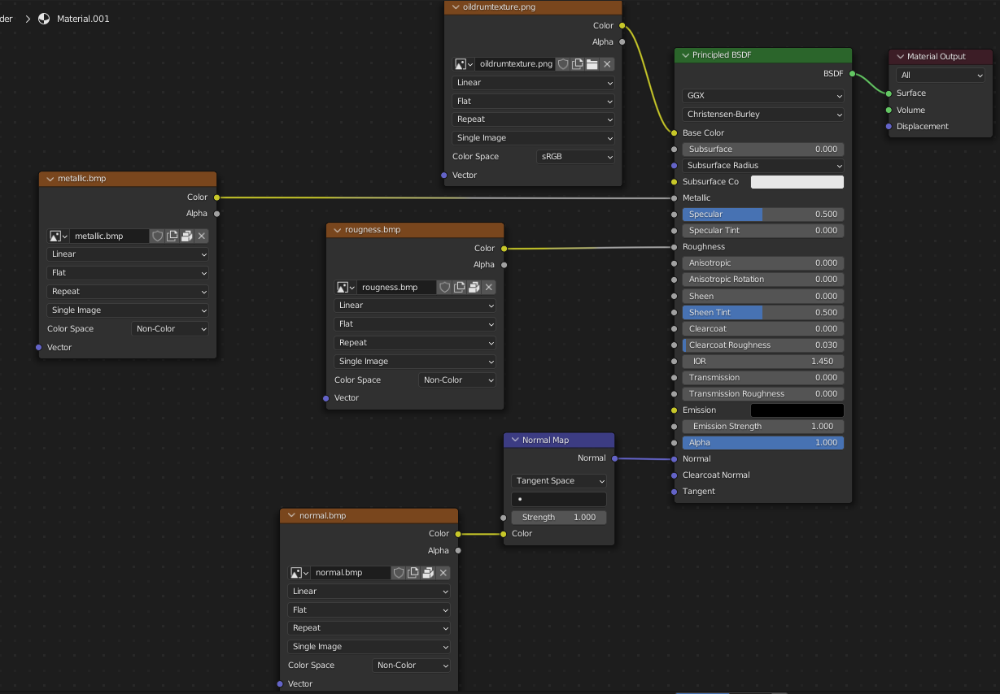 der > Material.001
oildrumtexture.png
Color
Alpha
oildrumtexture.png
Linear
Flat
Repeat
Single Image
Color Space sRGB
Vector
metallic.bmp
Color
Alpha
metallic.bmp
Linear
Flat
Repeat
Single Image
Color Space Non-Color
Vector
rougness.bmp
Color
Alpha
rougness.bmp
Linear
Flat
Repeat
Single Image
Color Space Non-Color
Vector
normal.bmp
Color
Alpha
normal.bmp
Linear
Flat
Repeat
Single Image
Color Space Non-Color
Vector
Normal Map
Normal
Tangent Space
Strength 1.000
Color
Principled BSDF
BSDF
GGX
Christensen-Burley
Base Color
Subsurface 0.000
Subsurface Radius
Subsurface Co
Metallic
Specular 0.500
Specular Tint 0.000
Roughness
Anisotropic 0.000
Anisotropic Rotation 0.000
Sheen 0.000
Sheen Tint 0.500
Clearcoat 0.000
Clearcoat Roughness 0.030
IOR 1.450
Transmission 0.000
Transmission Roughness 0.000
Emission
Emission Strength 1.000
Alpha 1.000
Normal
Clearcoat Normal
Tangent
Material Output
All
Surface
Volume
Displacement